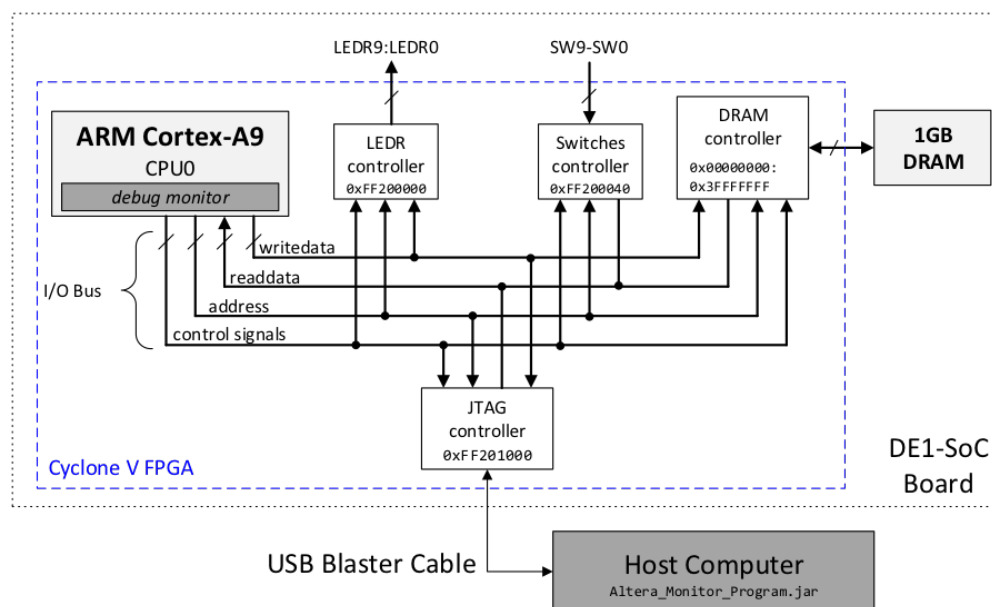 LEDR9:LEDR0
SW9-SW0
ARM Cortex-A9
CPU0
debug monitor
LEDR
controller
0xFF200000
Switches
controller
0xFF200040
DRAM
controller
0x00000000:
0x3FFFFFFF
1GB
DRAM
I/O Bus
writedata
readdata
address
control signals
JTAG
controller
0xFF201000
Cyclone V FPGA
DE1-SoC
Board
USB Blaster Cable
Host Computer
Altera_Monitor_Program.jar